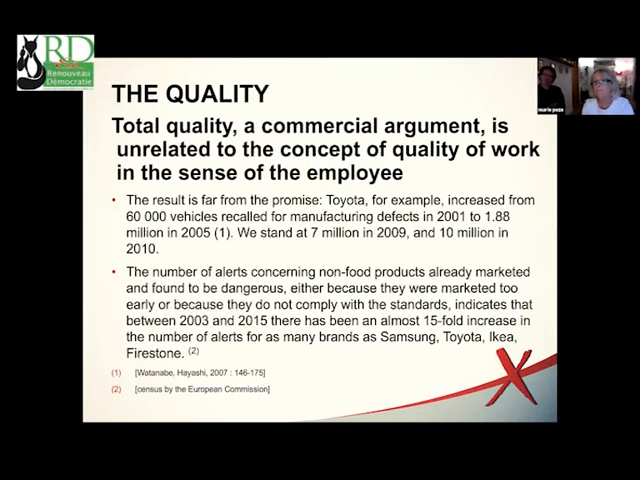 RD
Renouveau
Démocratie
marie peze
THE QUALITY
Total quality, a commercial argument, is
unrelated to the concept of quality of work
in the sense of the employee
• The result is far from the promise: Toyota, for example, increased from
60 000 vehicles recalled for manufacturing defects in 2001 to 1.88
million in 2005 (1). We stand at 7 million in 2009, and 10 million in
2010.
• The number of alerts concerning non-food products already marketed
and found to be dangerous, either because they were marketed too
early or because they do not comply with the standards, indicates that
between 2003 and 2015 there has been an almost 15-fold increase in
the number of alerts for as many brands as Samsung, Toyota, Ikea,
Firestone. (2)
(1) [Watanabe, Hayashi, 2007 : 146-175]
(2) [census by the European Commission]